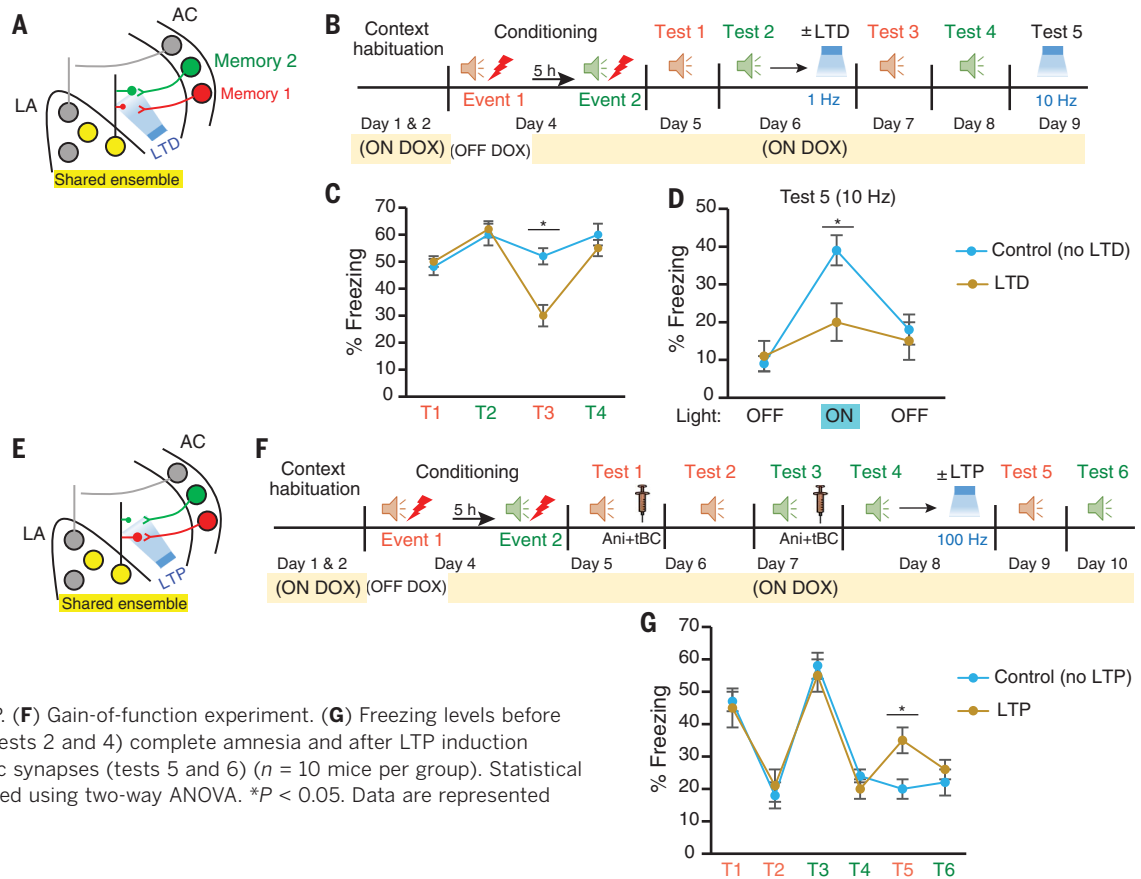 A
AC
Memory 2
Memory 1
LA
LTD
Shared ensemble
B
Context habituation
Conditioning
Test 1
Test 2
±LTD
Test 3
Test 4
Test 5
5 h
Event 1
Event 2
1 Hz
10 Hz
Day 1 & 2
Day 4
Day 5
Day 6
Day 7
Day 8
Day 9
(ON DOX)
(OFF DOX)
(ON DOX)
C
% Freezing
70
60
50
40
30
20
10
0
*
T1
T2
T3
T4
D
Test 5 (10 Hz)
% Freezing
50
40
30
20
10
0
*
Light:
OFF
ON
OFF
Control (no LTD)
LTD
E
AC
LA
LTP
Shared ensemble
F
Context habituation
Conditioning
Test 1
Test 2
Test 3
Test 4
±LTP
Test 5
Test 6
5 h
Event 1
Event 2
Ani+tBC
Ani+tBC
100 Hz
Day 1 & 2
Day 4
Day 5
Day 6
Day 7
Day 8
Day 9
Day 10
(ON DOX)
(OFF DOX)
(ON DOX)
G
% Freezing
70
60
50
40
30
20
10
0
*
T1
T2
T3
T4
T5
T6
Control (no LTP)
LTP
P. (F) Gain-of-function experiment. (G) Freezing levels before
ests 2 and 4) complete amnesia and after LTP induction
c synapses (tests 5 and 6) (n = 10 mice per group). Statistical
ed using two-way ANOVA. *P < 0.05. Data are represented